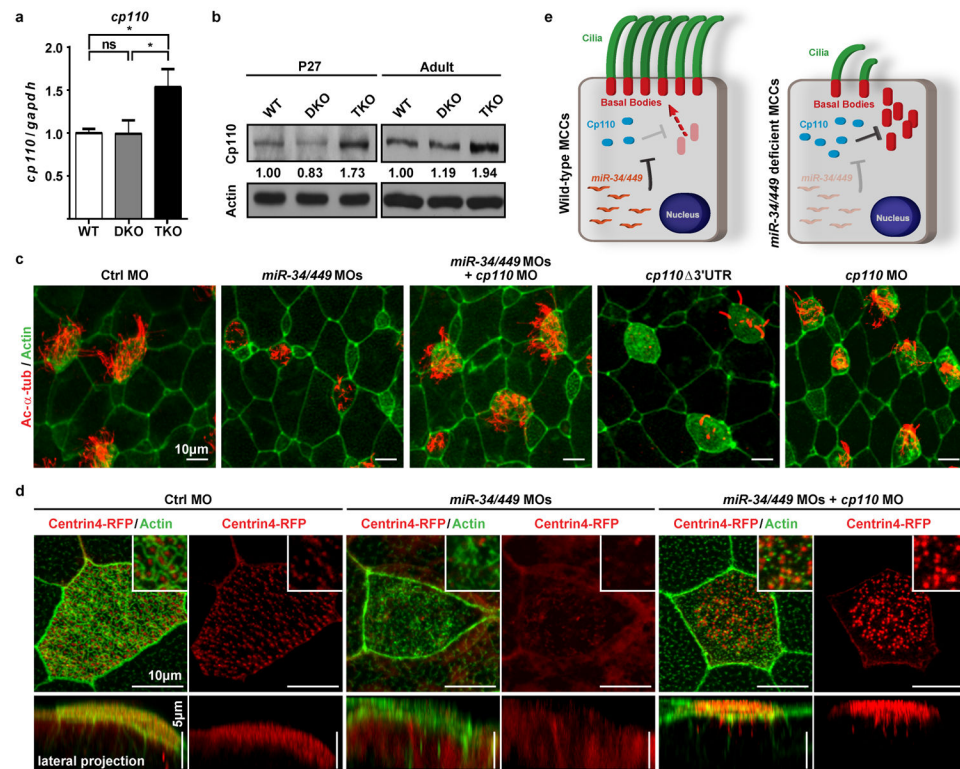 a
cp110
*
ns
*
cp110/gapdh
2.0
1.5
1.0
0.5
WT
DKO
TKO
b
P27
Adult
WT
DKO
TKO
WT
DKO
TKO
Cp110
1.00
0.83
1.73
1.00
1.19
1.94
Actin
e
Wild-type MCCs
Cilia
Basal Bodies
Cp110
miR-34/449
Nucleus
miR-34/449 deficient MCCs
Cilia
Basal Bodies
Cp110
miR-34/449
Nucleus
c
Ctrl MO
miR-34/449 MOs
miR-34/449 MOs
+ cp110 MO
cp110Δ3'UTR
cp110 MO
Ac-α-tub/Actin
10µm
d
Ctrl MO
miR-34/449 MOs
miR-34/449 MOs + cp110 MO
Centrin4-RFP/Actin
Centrin4-RFP
Centrin4-RFP/Actin
Centrin4-RFP
Centrin4-RFP/Actin
Centrin4-RFP
10µm
5µm
lateral projection